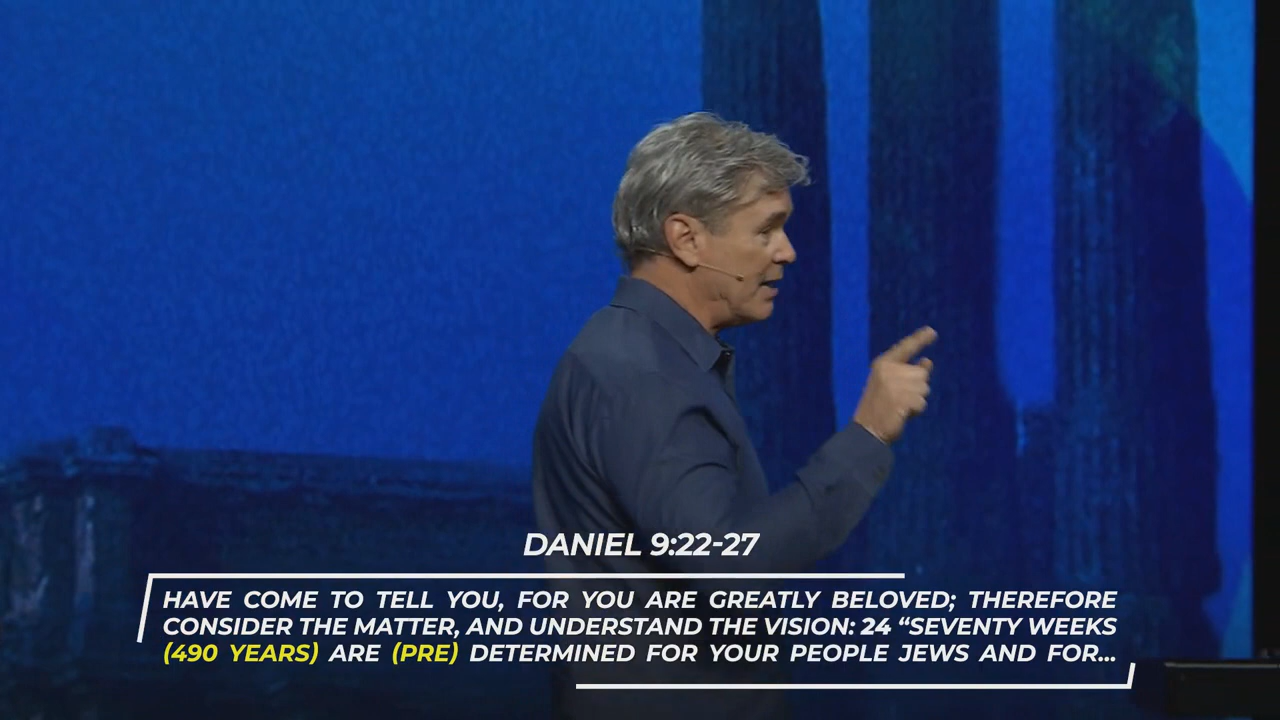 DANIEL 9:22-27
HAVE COME TO TELL YOU, FOR YOU ARE GREATLY BELOVED; THEREFORE
CONSIDER THE MATTER, AND UNDERSTAND THE VISION: 24 “SEVENTY WEEKS
(490 YEARS) ARE (PRE) DETERMINED FOR YOUR PEOPLE JEWS AND FOR...